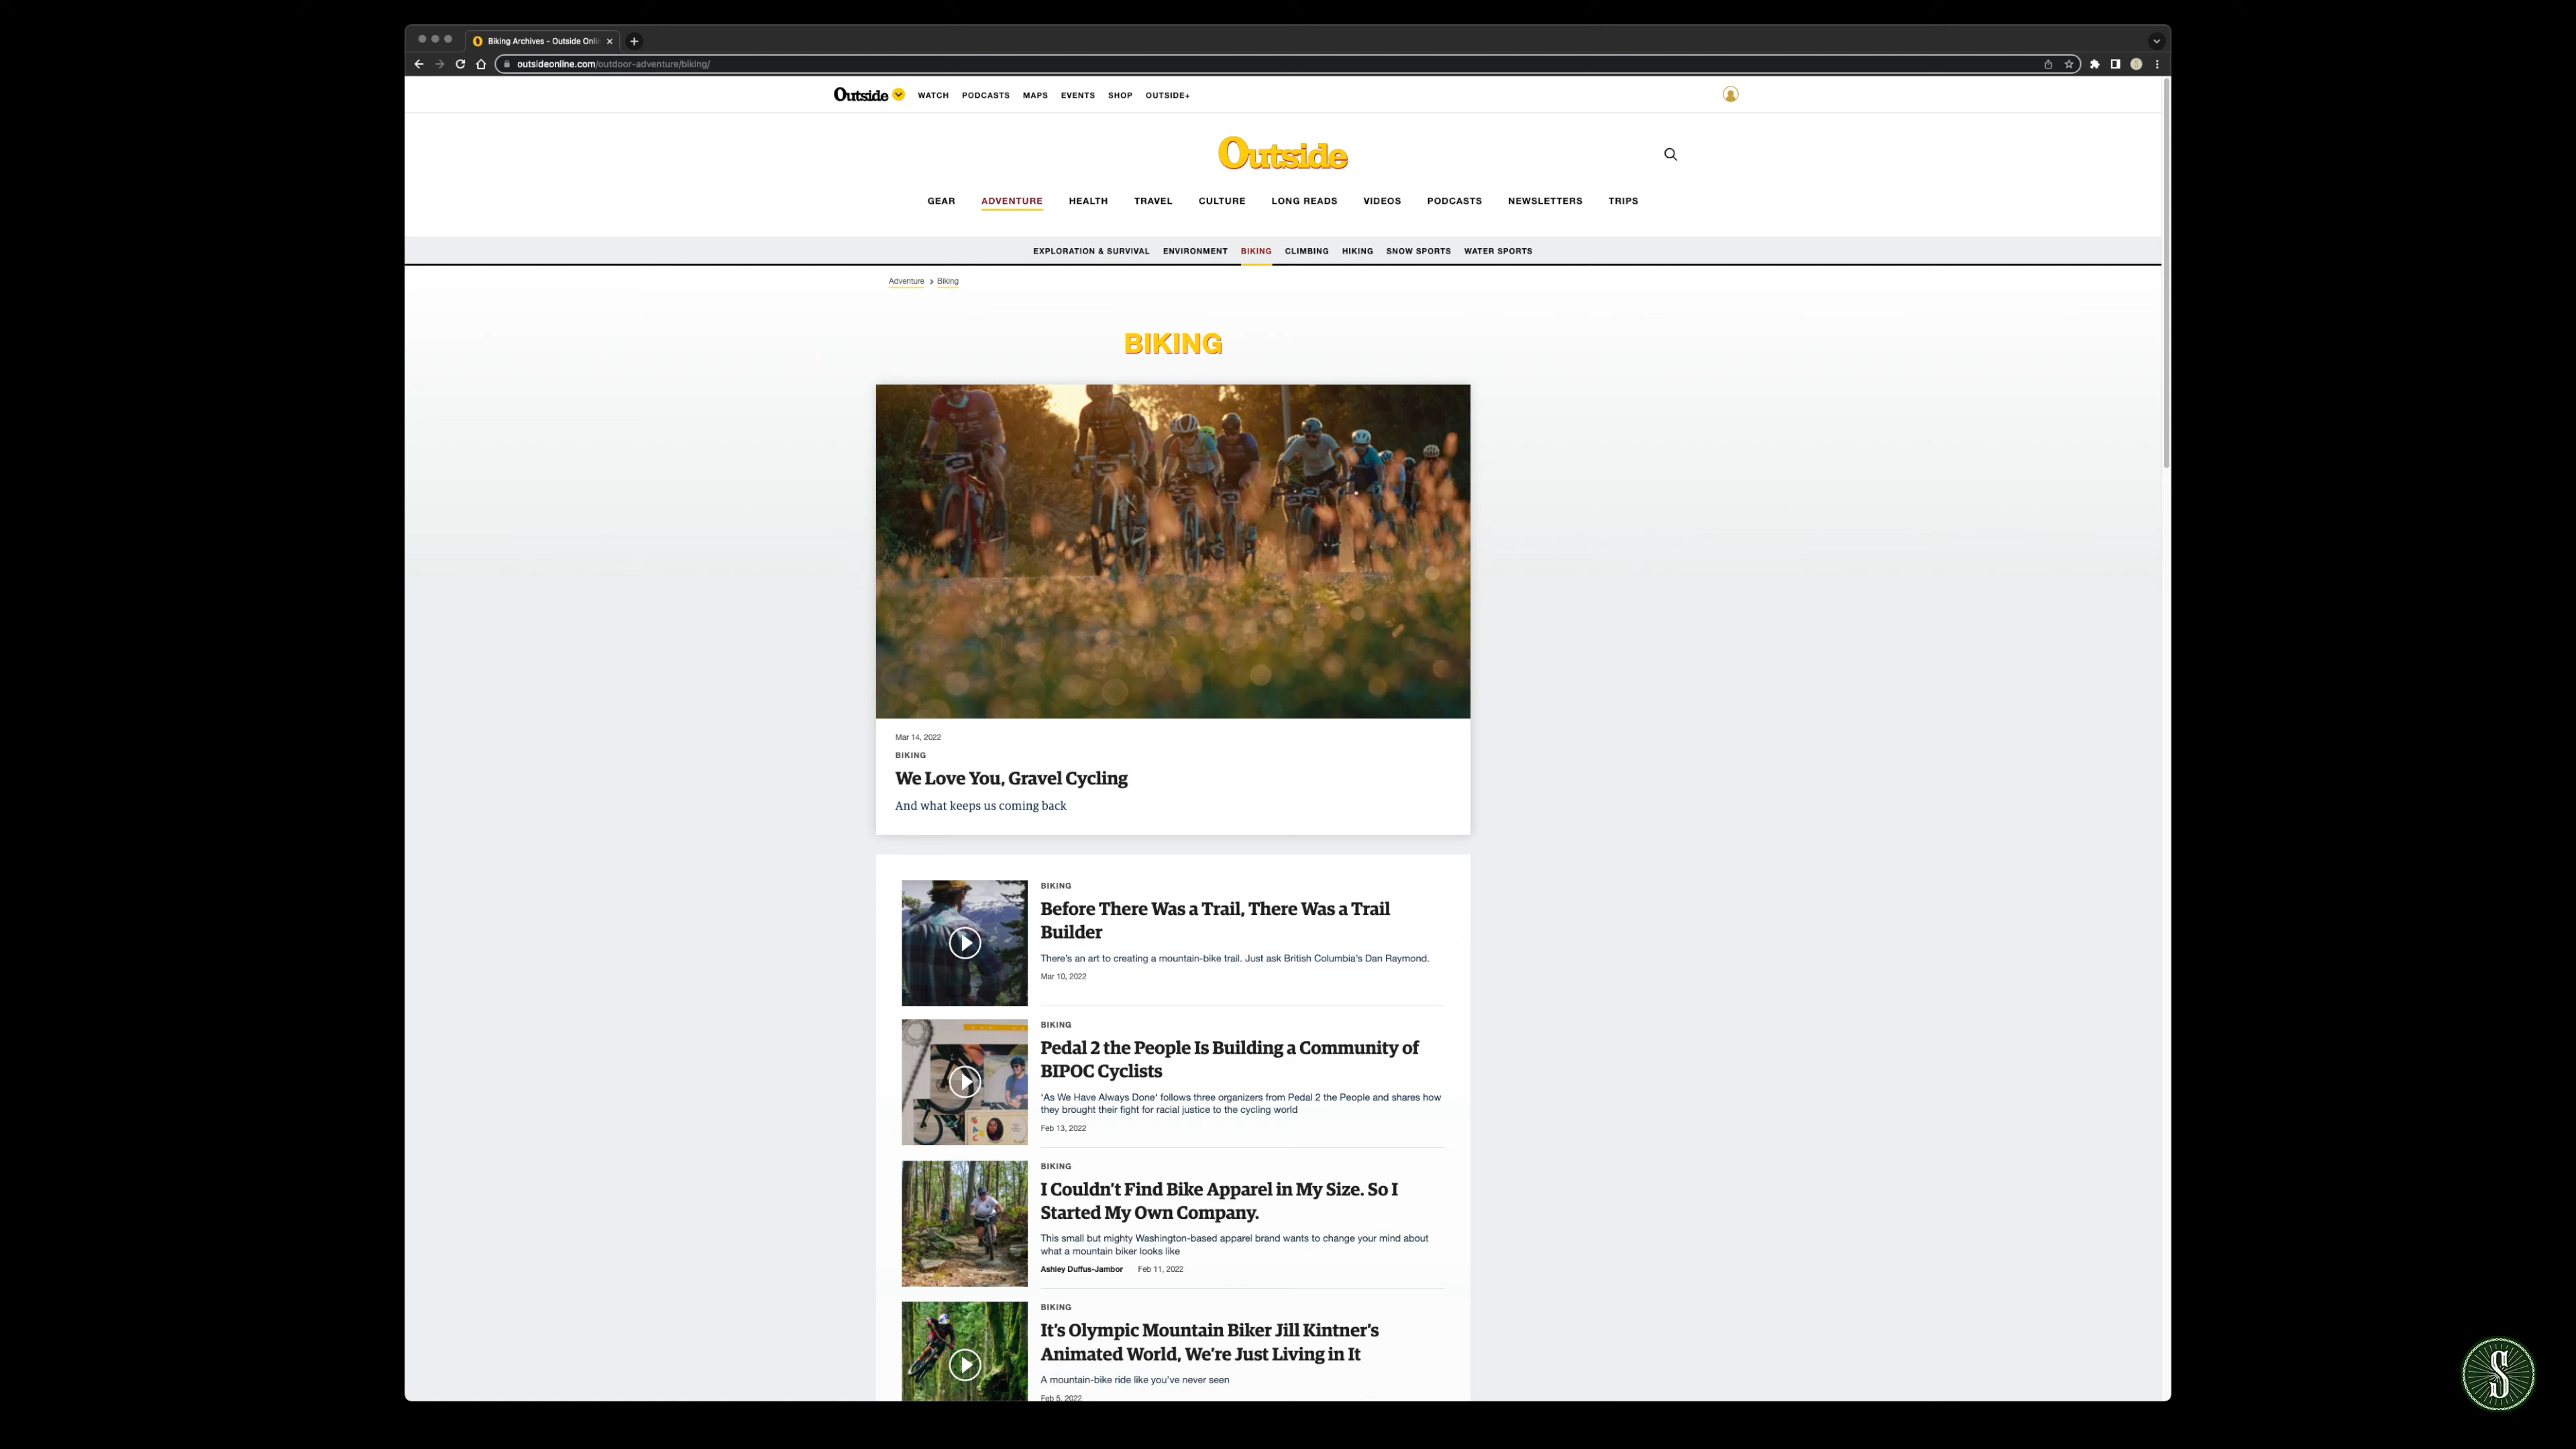 Biking Archives - Outside Onli
outsideonline.com/outdoor-adventure/biking/
Outside WATCH PODCASTS MAPS EVENTS SHOP OUTSIDE+
Outside
GEAR ADVENTURE HEALTH TRAVEL CULTURE LONG READS VIDEOS PODCASTS NEWSLETTERS TRIPS
EXPLORATION & SURVIVAL ENVIRONMENT BIKING CLIMBING HIKING SNOW SPORTS WATER SPORTS
Adventure > Biking
BIKING
Mar 14, 2022
BIKING
We Love You, Gravel Cycling
And what keeps us coming back
BIKING
Before There Was a Trail, There Was a Trail
Builder
There's an art to creating a mountain-bike trail. Just ask British Columbia's Dan Raymond.
Mar 10, 2022
BIKING
Pedal 2 the People Is Building a Community of
BIPOC Cyclists
'As We Have Always Done' follows three organizers from Pedal 2 the People and shares how
they brought their fight for racial justice to the cycling world
Feb 13, 2022
BIKING
I Couldn't Find Bike Apparel in My Size. So I
Started My Own Company.
This small but mighty Washington-based apparel brand wants to change your mind about
what a mountain biker looks like
Ashley Duffus-Jambor Feb 11, 2022
BIKING
It's Olympic Mountain Biker Jill Kintner's
Animated World, We're Just Living in It
A mountain-bike ride like you've never seen
Feb 5, 2022
S